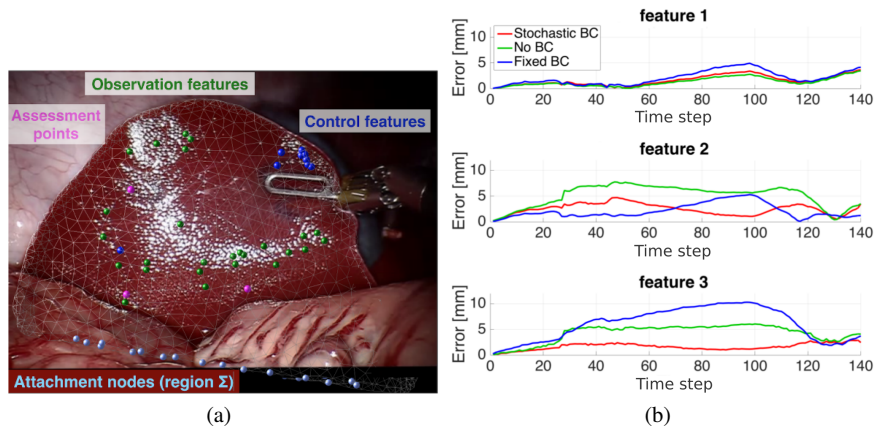 Observation features
Assessment
points
Control features
Attachment nodes (region Σ)
(a)
feature 1
Error [mm]
10
5
0
Stochastic BC
No BC
Fixed BC
0 20 40 60 80 100 120 140
Time step
feature 2
Error [mm]
10
5
0
0 20 40 60 80 100 120 140
Time step
feature 3
Error [mm]
10
5
0
0 20 40 60 80 100 120 140
Time step
(b)